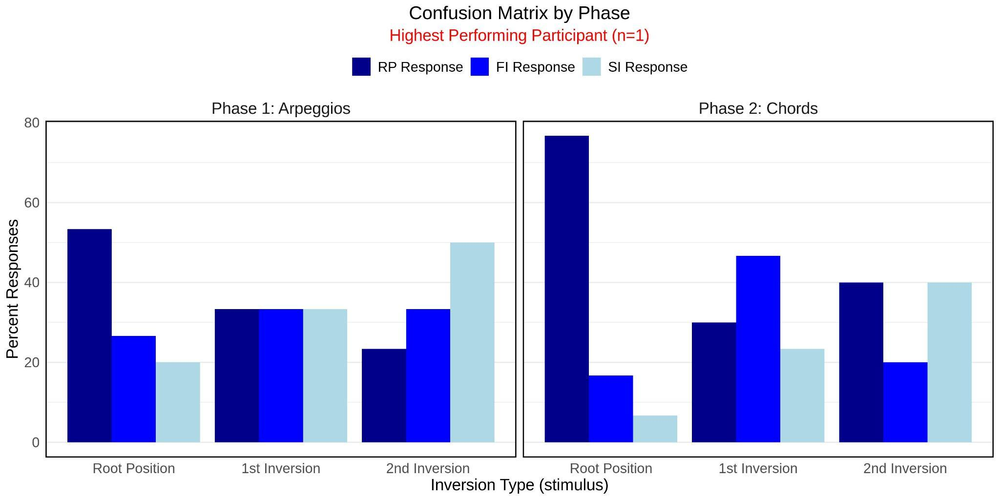 Confusion Matrix by Phase
Highest Performing Participant (n=1)
RP Response FI Response SI Response
Phase 1: Arpeggios Phase 2: Chords
80
60
40
20
0
Percent Responses
Root Position 1st Inversion 2nd Inversion Root Position 1st Inversion 2nd Inversion
Inversion Type (stimulus)